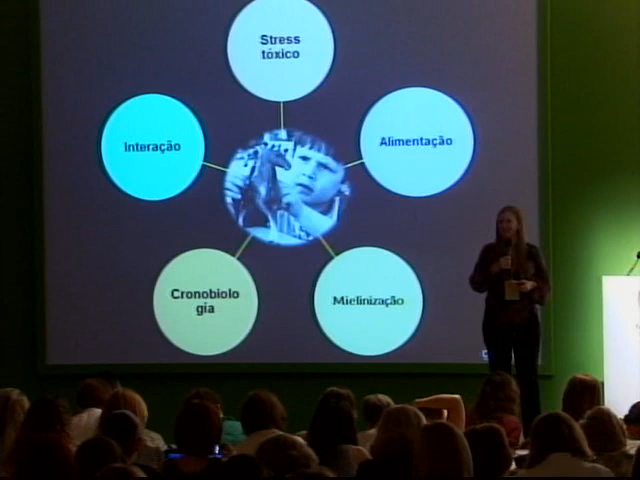 Stress
tóxico
Interação
Alimentação
Cronobiolo
gia
Mielinização